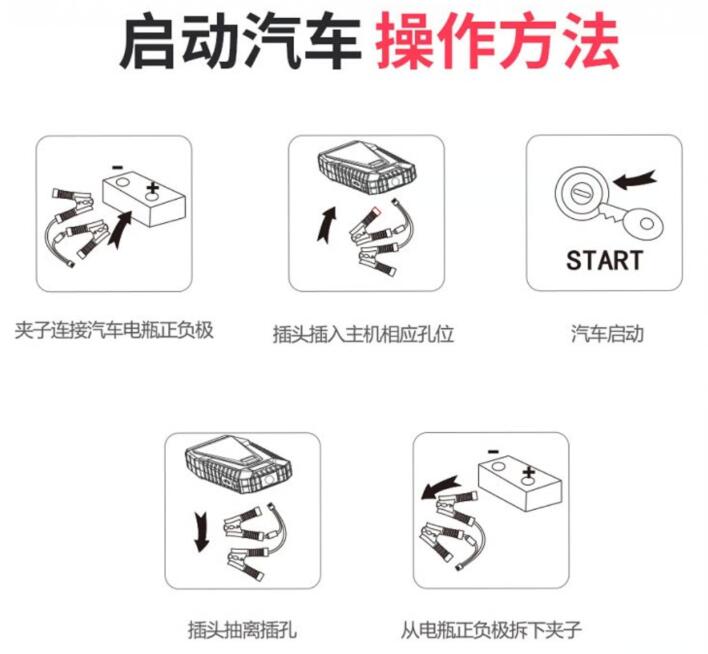 启动汽车 操作方法
- +
START
夹子连接汽车电瓶正负极
插头插入主机相应孔位
汽车启动
- +
插头抽离插孔
从电瓶正负极拆下夹子